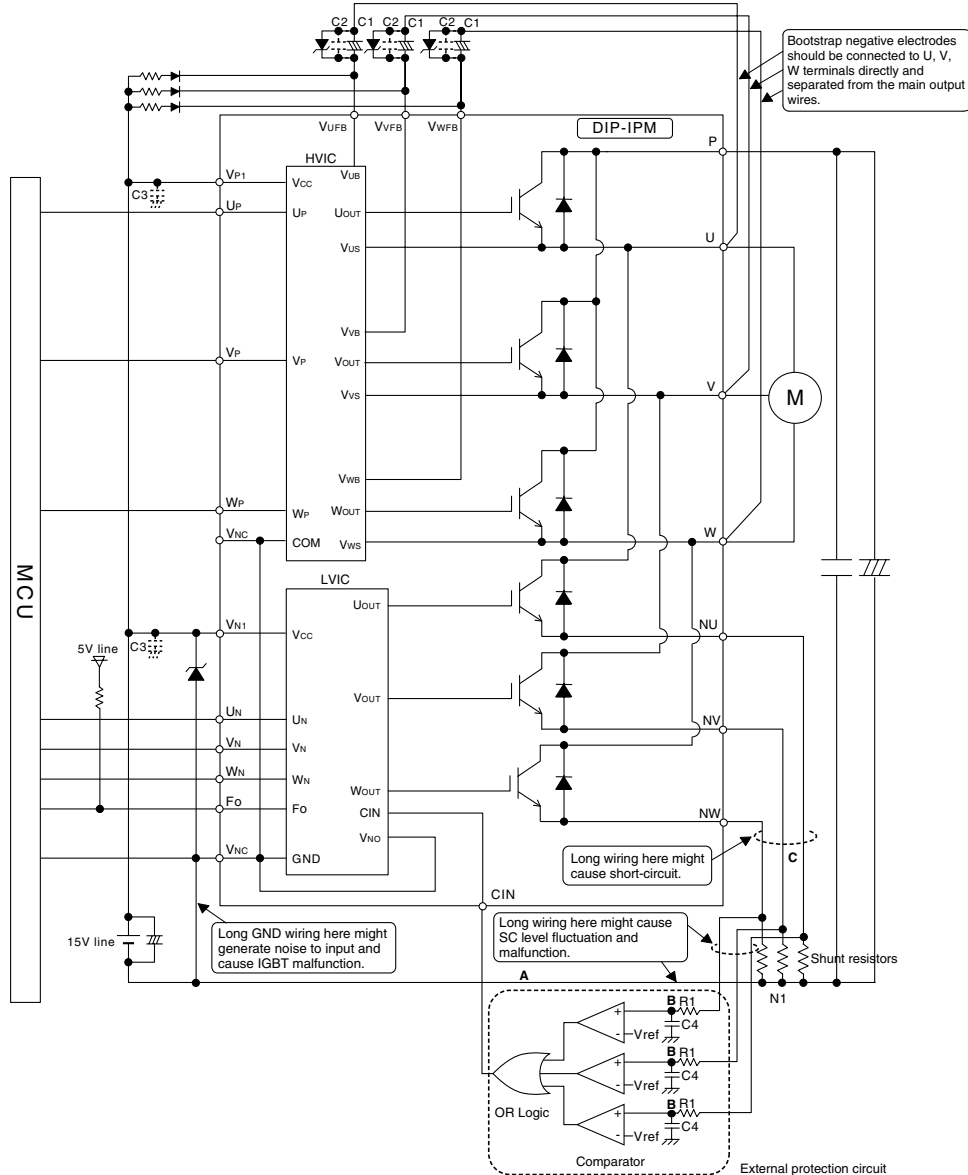 C2 C1 C2 C1 C2 C1
Bootstrap negative electrodes
should be connected to U, V,
W terminals directly and
separated from the main output
wires.
VUFB VVFB VWFB
DIP-IPM
P
HVIC
VP1
C3
VCC
VUB
UP
UP
UOUT
U
VUS
VVB
VP
VP
VOUT
V
VVS
M
VWB
WP
WP
WOUT
W
VNC
COM
VWS
MCU
LVIC
UOUT
VN1
VCC
5V line
C3
NU
VOUT
UN
UN
NV
VN
VN
WN
WN
WOUT
Fo
Fo
CIN
NW
VNO
VNC
GND
C
Long wiring here might
cause short-circuit.
CIN
15V line
Long GND wiring here might
generate noise to input and
cause IGBT malfunction.
Long wiring here might cause
SC level fluctuation and
malfunction.
Shunt resistors
A
N1
B R1
+
C4
-
Vref
B R1
+
C4
-
Vref
OR Logic
B R1
+
C4
-
Vref
Comparator
External protection circuit